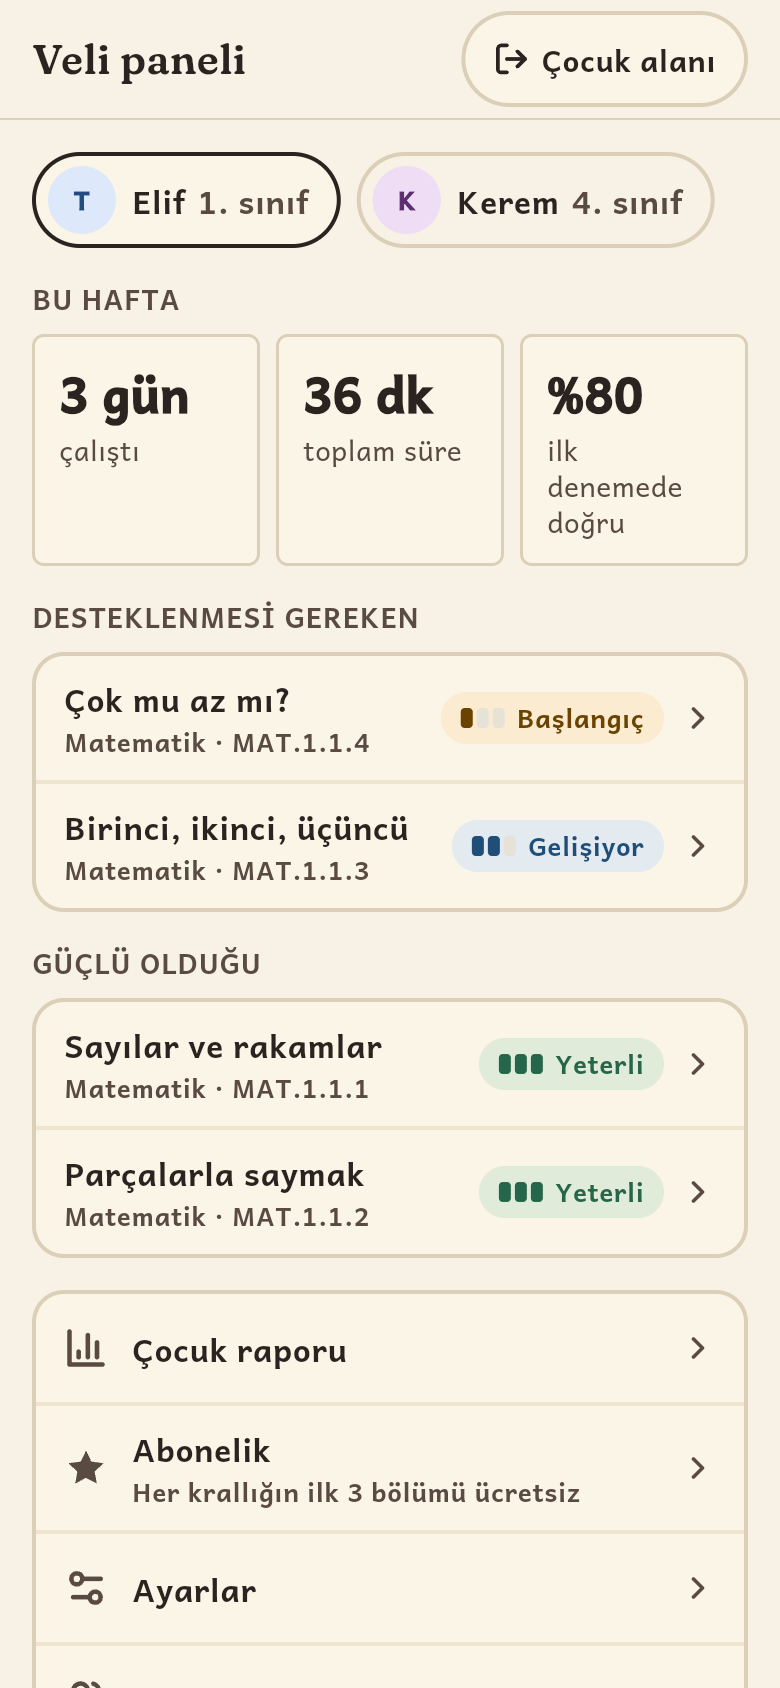 Veli paneli
Çocuk alanı
T Elif 1. sınıf
K Kerem 4. sınıf
BU HAFTA
3 gün
çalıştı
36 dk
toplam süre
%80
ilk
denemede
doğru
DESTEKLENMESİ GEREKEN
Çok mu az mı?
Matematik · MAT.1.1.4
Başlangıç
Birinci, ikinci, üçüncü
Matematik · MAT.1.1.3
Gelişiyor
GÜÇLÜ OLDUĞU
Sayılar ve rakamlar
Matematik · MAT.1.1.1
Yeterli
Parçalarla saymak
Matematik · MAT.1.1.2
Yeterli
Çocuk raporu
Abonelik
Her krallığın ilk 3 bölümü ücretsiz
Ayarlar